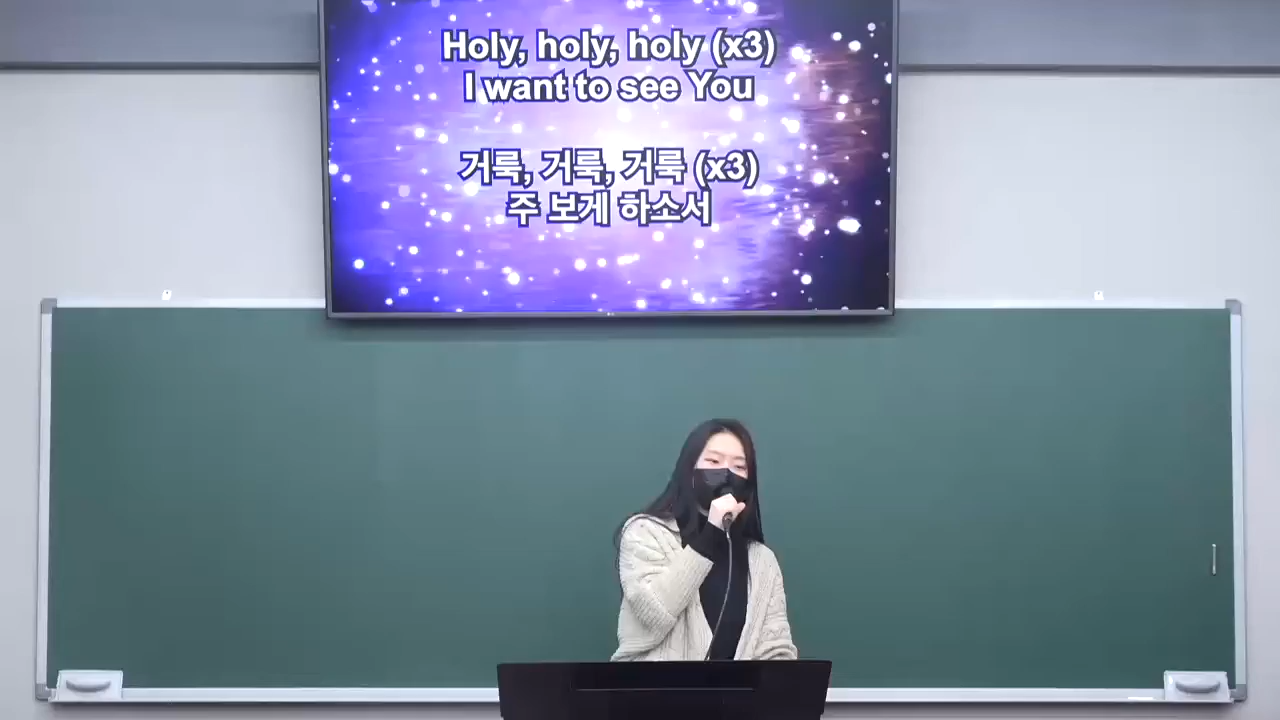 Holy, holy, holy (x3)
I want to see You
거룩, 거룩, 거룩 (x3)
주 보게 하소서